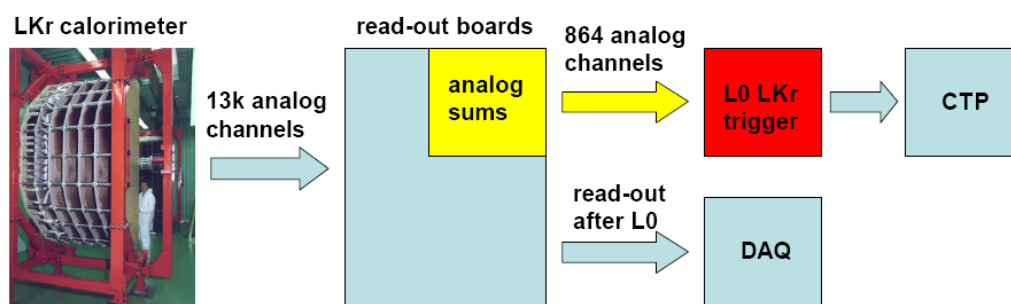 LKr calorimeter
read-out boards
864 analog
channels
13k analog
channels
analog
sums
L0 LKr
trigger
CTP
read-out
after L0
DAQ